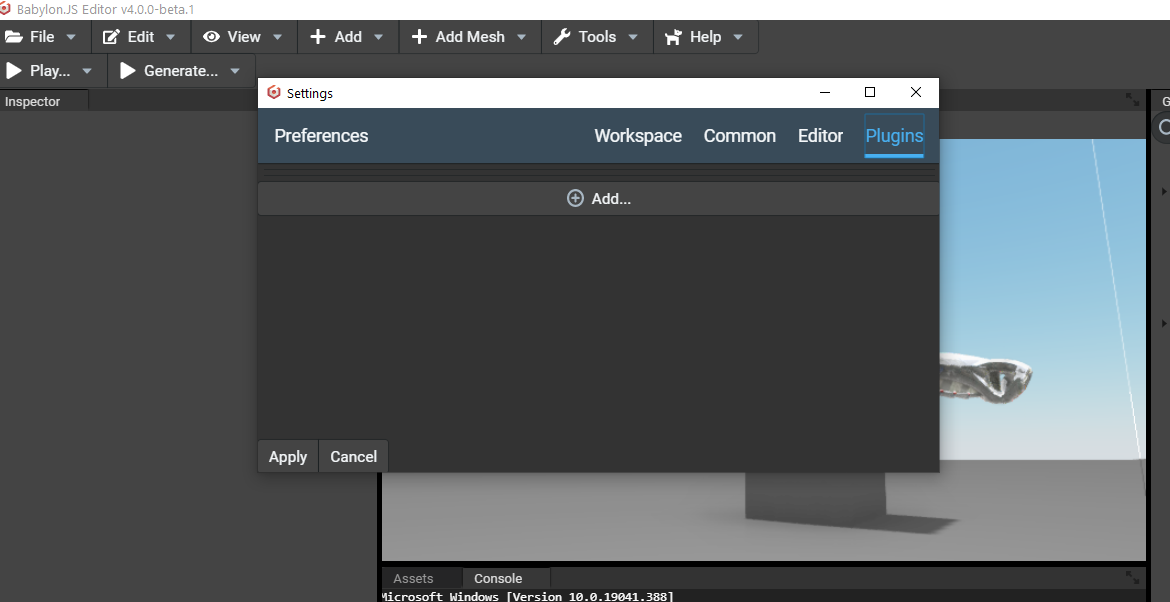 Babylon.JS Editor v4.0.0-beta.1
File Edit View Add Add Mesh Tools Help
Play... Generate...
Inspector
Settings
Preferences Workspace Common Editor Plugins
Add...
Apply Cancel
Assets Console
Microsoft Windows [Version 10.0.19041.388]